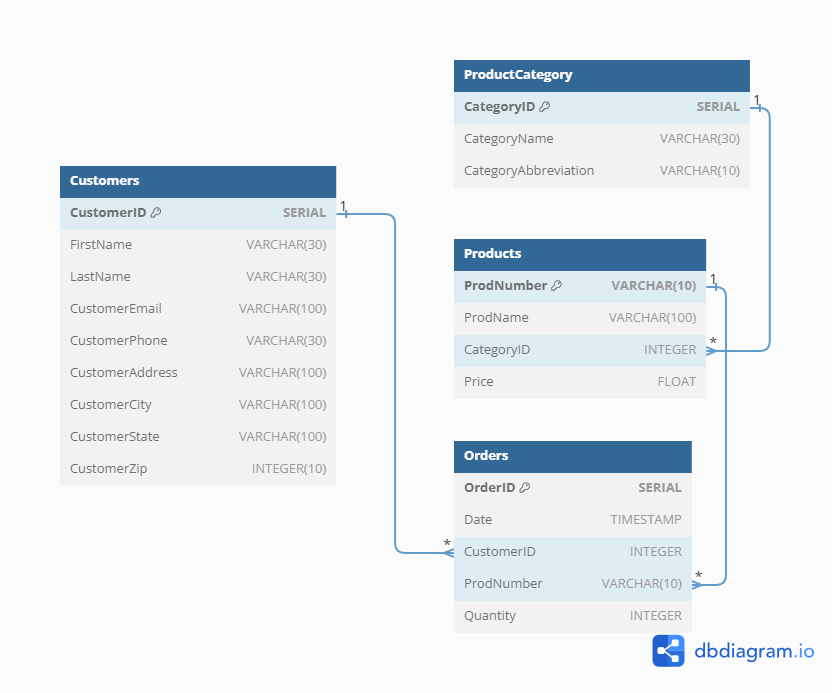 ProductCategory
CategoryID SERIAL
CategoryName VARCHAR(30)
CategoryAbbreviation VARCHAR(10)
1
Customers
CustomerID SERIAL
FirstName VARCHAR(30)
LastName VARCHAR(30)
CustomerEmail VARCHAR(100)
CustomerPhone VARCHAR(30)
CustomerAddress VARCHAR(100)
CustomerCity VARCHAR(100)
CustomerState VARCHAR(100)
CustomerZip INTEGER(10)
1
Products
ProdNumber VARCHAR(10)
ProdName VARCHAR(100)
CategoryID INTEGER
Price FLOAT
1
*
Orders
OrderID SERIAL
Date TIMESTAMP
* CustomerID INTEGER
ProdNumber VARCHAR(10) *
Quantity INTEGER
dbdiagram.io